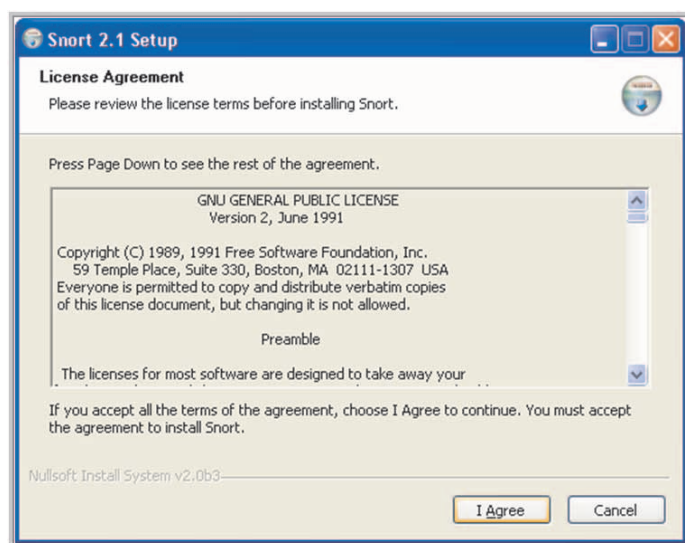 Snort 2.1 Setup
License Agreement
Please review the license terms before installing Snort.
Press Page Down to see the rest of the agreement.
GNU GENERAL PUBLIC LICENSE
Version 2, June 1991
Copyright (C) 1989, 1991 Free Software Foundation, Inc.
59 Temple Place, Suite 330, Boston, MA 02111-1307 USA
Everyone is permitted to copy and distribute verbatim copies
of this license document, but changing it is not allowed.
Preamble
The licenses for most software are designed to take away your
If you accept all the terms of the agreement, choose I Agree to continue. You must accept
the agreement to install Snort.
Nullsoft Install System v2.0b3
I Agree
Cancel